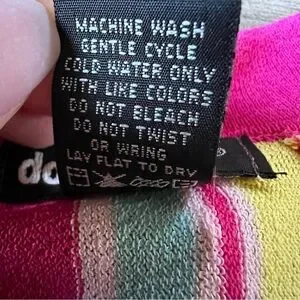 MACHINE WASH
GENTLE CYCLE
COLD WATER ONLY
WITH LIKE COLORS
DO NOT BLEACH
DO NOT TWIST
OR WRING
LAY FLAT TO DRY
do
®